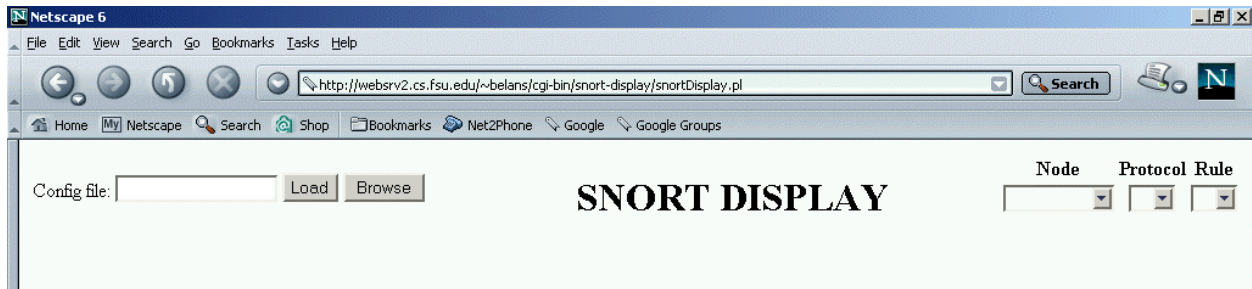 N Netscape 6
File Edit View Search Go Bookmarks Tasks Help
http://websrv2.cs.fsu.edu/~belans/cgi-bin/snort-display/snortDisplay.pl Search N
Home My Netscape Search Shop Bookmarks Net2Phone Google Google Groups
Node Protocol Rule
Config file: Load Browse SNORT DISPLAY